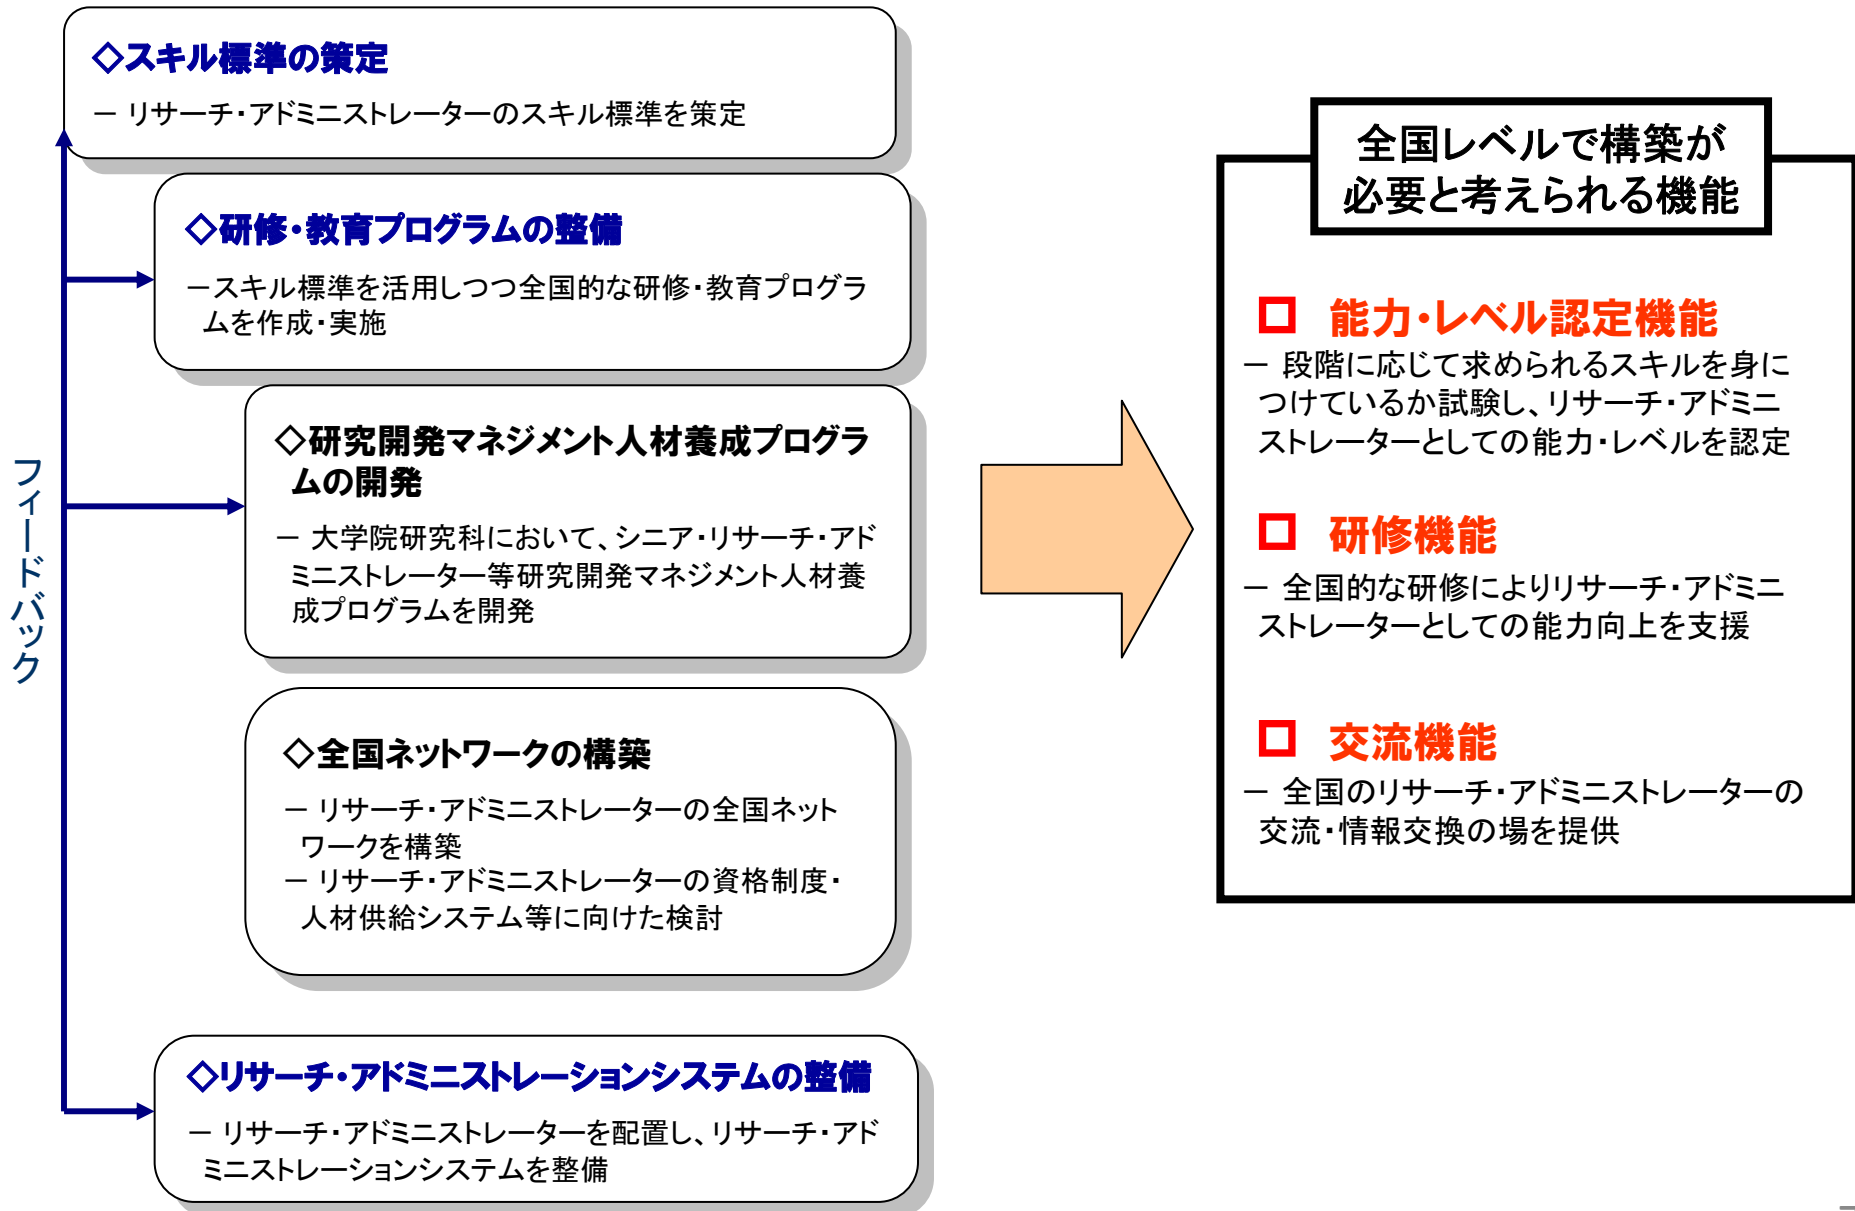 ◇スキル標準の策定
－ リサーチ・アドミニストレーターのスキル標準を策定
◇研修・教育プログラムの整備
－スキル標準を活用しつつ全国的な研修・教育プログラ
ムを作成・実施
◇研究開発マネジメント人材養成プログラ
ムの開発
－ 大学院研究科において、シニア・リサーチ・アド
ミニストレーター等研究開発マネジメント人材養
成プログラムを開発
◇全国ネットワークの構築
－ リサーチ・アドミニストレーターの全国ネット
ワークを構築
－ リサーチ・アドミニストレーターの資格制度・
人材供給システム等に向けた検討
◇リサーチ・アドミニストレーションシステムの整備
－ リサーチ・アドミニストレーターを配置し、リサーチ・アド
ミニストレーションシステムを整備
フィードバック
全国レベルで構築が
必要と考えられる機能
□ 能力・レベル認定機能
－ 段階に応じて求められるスキルを身に
つけているか試験し、リサーチ・アドミニ
ストレーターとしての能力・レベルを認定
□ 研修機能
－ 全国的な研修によりリサーチ・アドミニ
ストレーターとしての能力向上を支援
□ 交流機能
－ 全国のリサーチ・アドミニストレーターの
交流・情報交換の場を提供